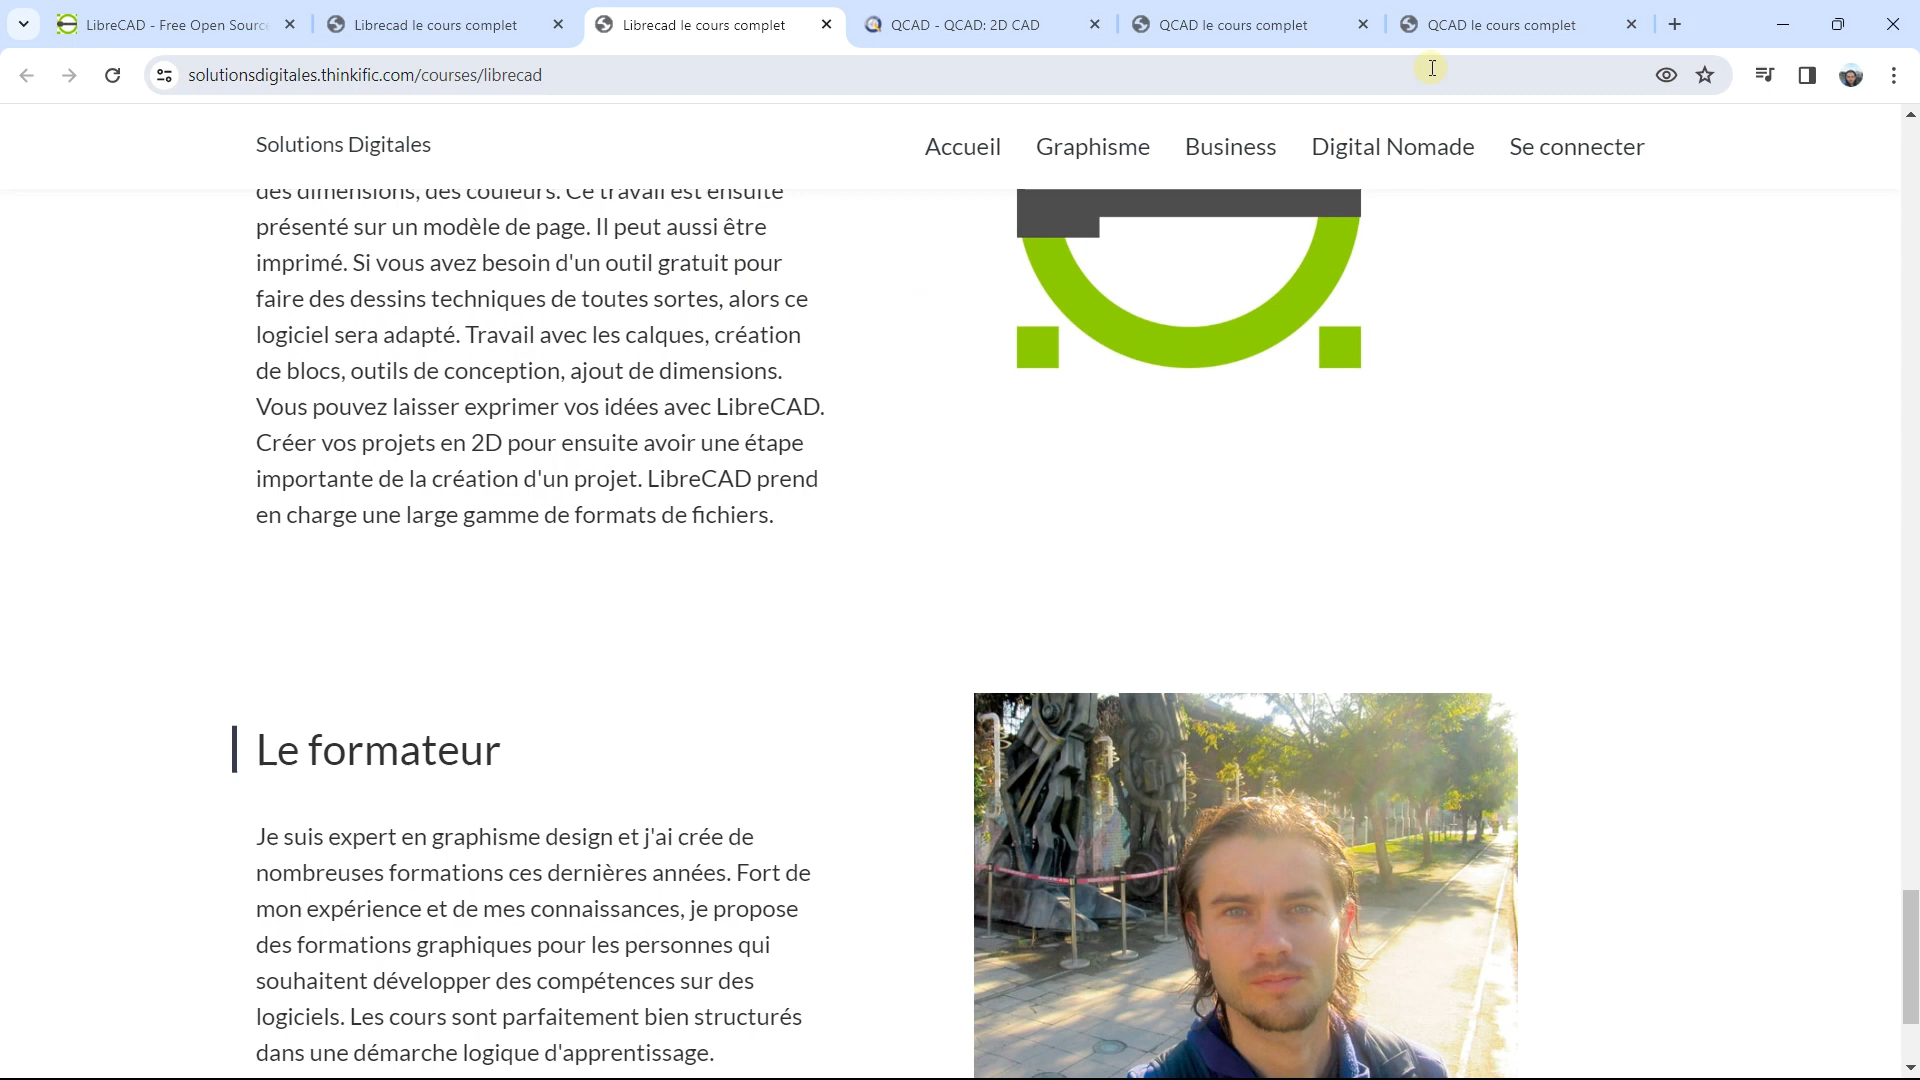 LibreCAD - Free Open Source
Librecad le cours complet
Librecad le cours complet
QCAD - QCAD: 2D CAD
QCAD le cours complet
QCAD le cours complet
solutionsdigitales.thinkific.com/courses/librecad
Solutions Digitales
Accueil
Graphisme
Business
Digital Nomade
Se connecter
des dimensions, des couleurs. Ce travail est ensuite
présenté sur un modèle de page. Il peut aussi être
imprimé. Si vous avez besoin d'un outil gratuit pour
faire des dessins techniques de toutes sortes, alors ce
logiciel sera adapté. Travail avec les calques, création
de blocs, outils de conception, ajout de dimensions.
Vous pouvez laisser exprimer vos idées avec LibreCAD.
Créer vos projets en 2D pour ensuite avoir une étape
importante de la création d'un projet. LibreCAD prend
en charge une large gamme de formats de fichiers.
Le formateur
Je suis expert en graphisme design et j'ai crée de
nombreuses formations ces dernières années. Fort de
mon expérience et de mes connaissances, je propose
des formations graphiques pour les personnes qui
souhaitent développer des compétences sur des
logiciels. Les cours sont parfaitement bien structurés
dans une démarche logique d'apprentissage.